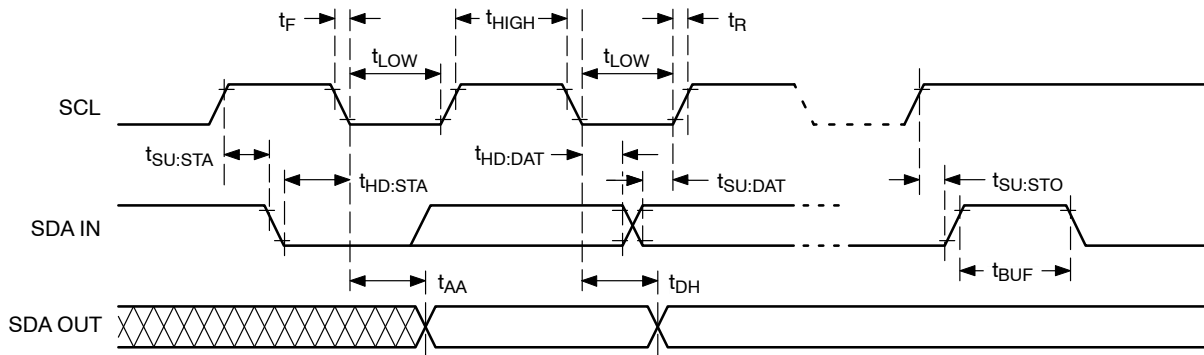 tF
tHIGH
tR
tLOW
tLOW
SCL
tSU:STA
tHD:STA
tHD:DAT
tSU:DAT
tSU:STO
SDA IN
tAA
tDH
tBUF
SDA OUT